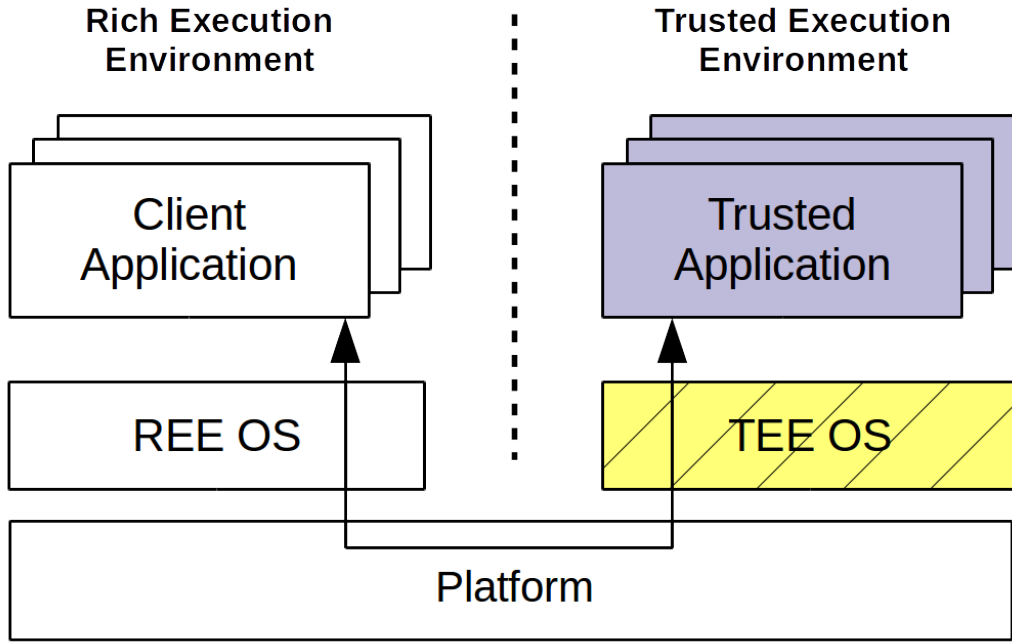 Rich Execution
Environment
Trusted Execution
Environment
Client
Application
Trusted
Application
REE OS
TEE OS
Platform